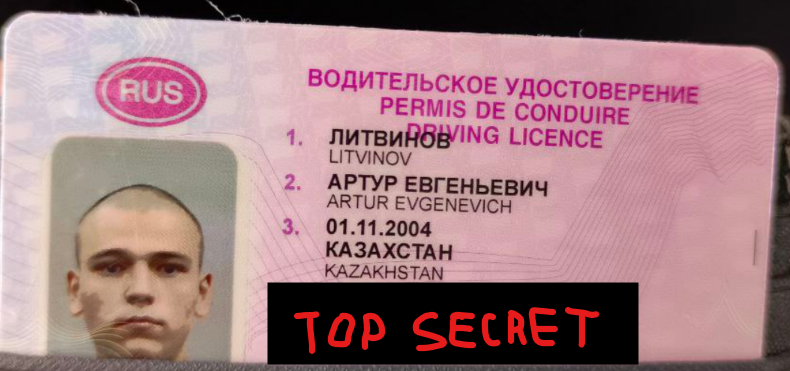 RUS
ВОДИТЕЛЬСКОЕ УДОСТОВЕРЕНИЕ
PERMIS DE CONDUIRE
DRIVING LICENCE
1. ЛИТВИНОВ
LITVINOV
2. АРТУР ЕВГЕНЬЕВИЧ
ARTUR EVGENEVICH
3. 01.11.2004
КАЗАХСТАН
KAZAKHSTAN
TOP SECRET